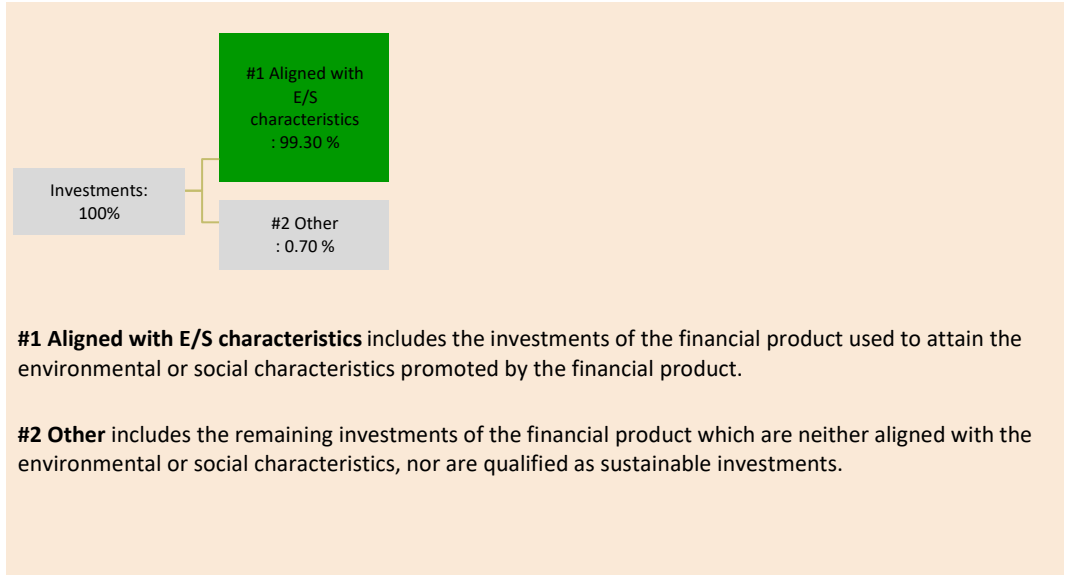 #1 Aligned with
E/S
characteristics
: 99.30 %
Investments:
100%
#2 Other
: 0.70 %
#1 Aligned with E/S characteristics includes the investments of the financial product used to attain the
environmental or social characteristics promoted by the financial product.
#2 Other includes the remaining investments of the financial product which are neither aligned with the
environmental or social characteristics, nor are qualified as sustainable investments.